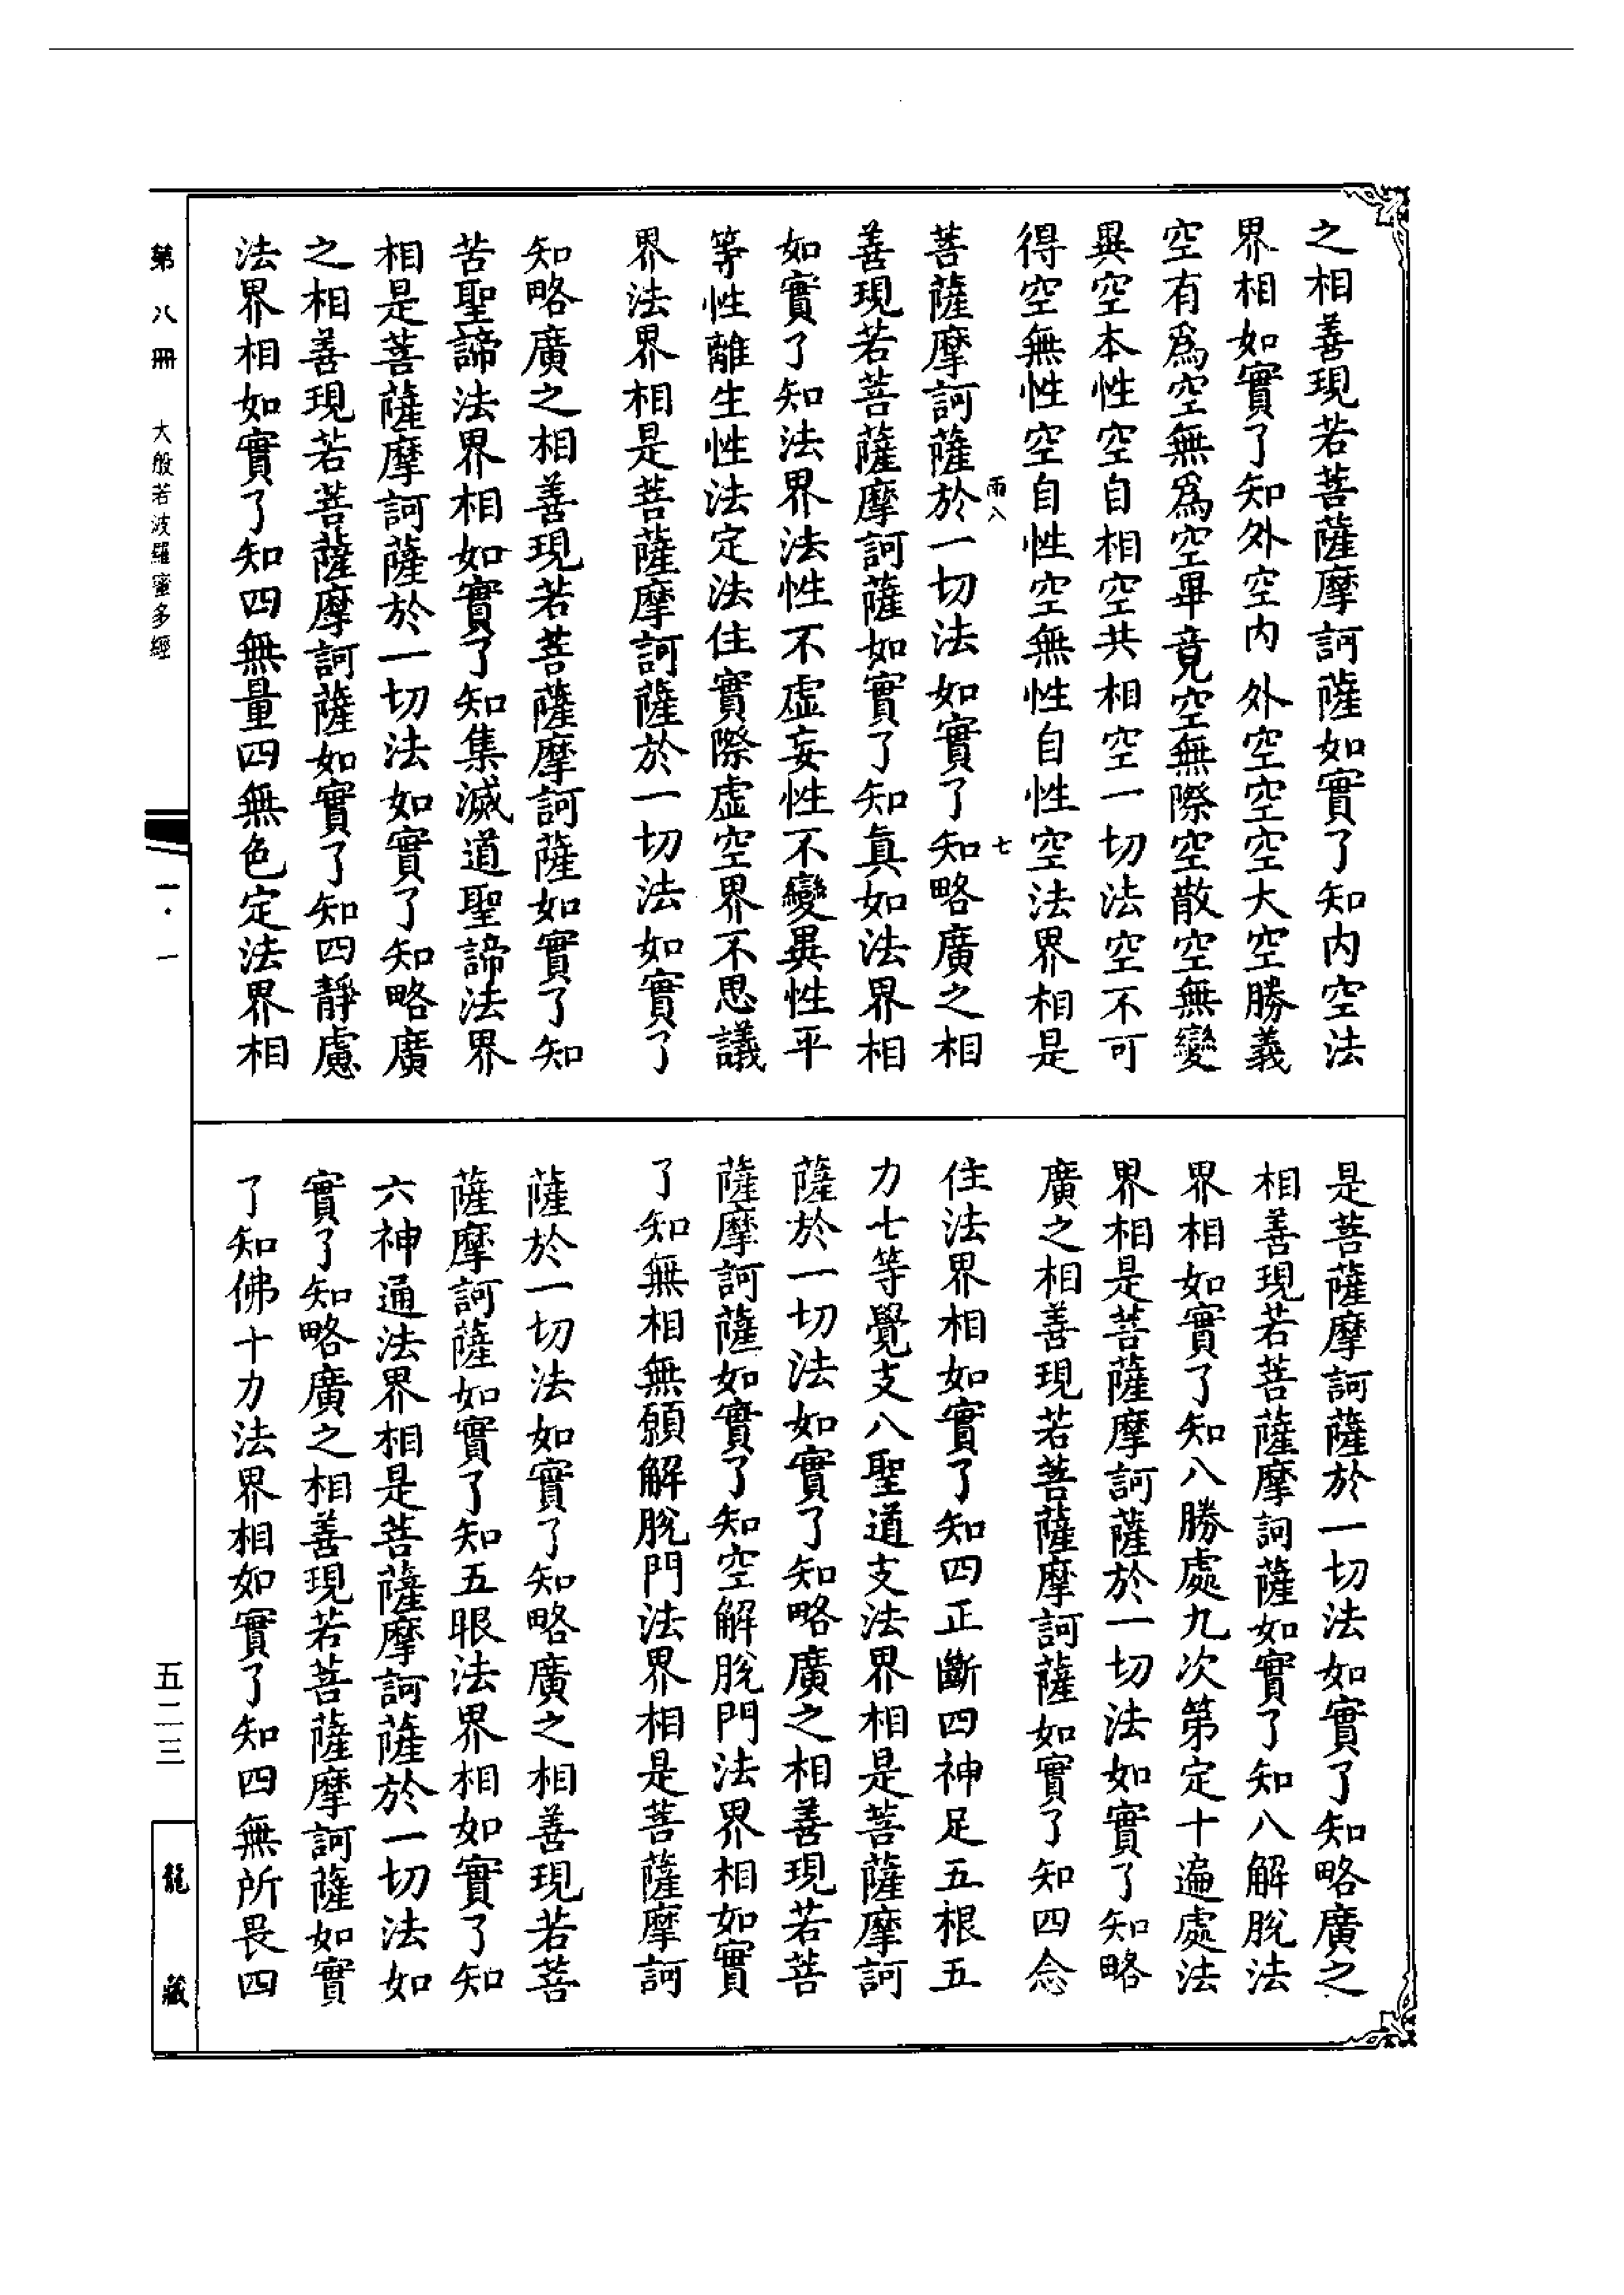 之相善現若菩薩摩訶薩如實了知内空法
界相如實了知外空内外空空空大空勝義
空有爲空無爲空畢竟空無際空散空無變
異空本性空自相空共相空一切法空不可
得空無性空自性空無性自性空法界相是
雨八 七
菩薩摩訶薩於一切法如實了知略廣之相
善現若菩薩摩訶薩如實了知真如法界相
如實了知法界法性不虛妄性不變異性平
等性離生性法定法住實際虛空界不思議
界法界相是菩薩摩訶薩於一切法如實了
知略廣之相善現若菩薩摩訶薩如實了知
苦聖諦法界相如實了知集滅道聖諦法界
相是菩薩摩訶薩於一切法如實了知略廣
之相善現若菩薩摩訶薩如實了知四靜慮
法界相如實了知四無量四無色定法界相
是菩薩摩訶薩於一切法如實了知略廣之
相善現若菩薩摩訶薩如實了知八解脫法
界相如實了知八勝處九次第定十遍處法
界相是菩薩摩訶薩於一切法如實了知略
廣之相善現若菩薩摩訶薩如實了知四念
住法界相如實了知四正斷四神足五根五
力七等覺支八聖道支法界相是菩薩摩訶
薩於一切法如實了知略廣之相善現若菩
薩摩訶薩如實了知空解脫門法界相如實
了知無相無願解脫門法界相是菩薩摩訶
薩於一切法如實了知略廣之相善現若菩
薩摩訶薩如實了知五眼法界相如實了知
六神通法界相是菩薩摩訶薩於一切法如
實了知略廣之相善現若菩薩摩訶薩如實
了知佛十力法界相如實了知四無所畏四
第八冊 大般若波羅蜜多經 一·一 五二三 龍藏